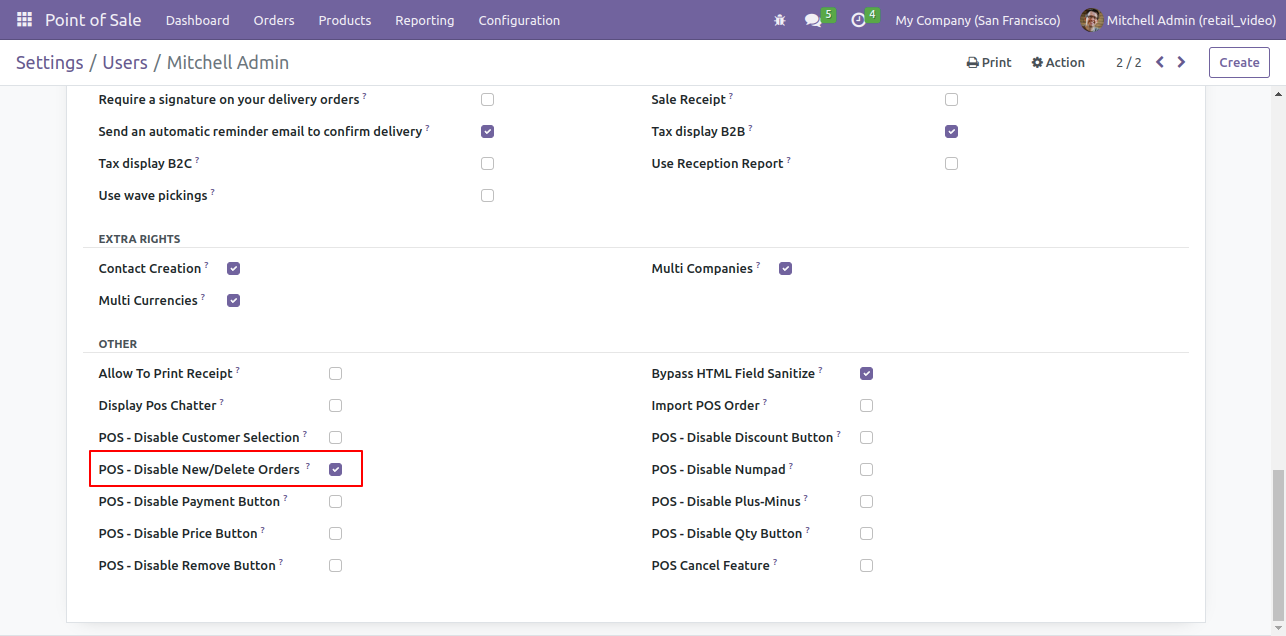 Point of Sale Dashboard Orders Products Reporting Configuration 5 4 My Company (San Francisco) Mitchell Admin (retail_video)
Settings / Users / Mitchell Admin Print Action 2 / 2 Create
Require a signature on your delivery orders ? Sale Receipt ?
Send an automatic reminder email to confirm delivery ? Tax display B2B ?
Tax display B2C ? Use Reception Report ?
Use wave pickings ?
EXTRA RIGHTS
Contact Creation ? Multi Companies ?
Multi Currencies ?
OTHER
Allow To Print Receipt ? Bypass HTML Field Sanitize ?
Display Pos Chatter ? Import POS Order ?
POS - Disable Customer Selection ? POS - Disable Discount Button ?
POS - Disable New/Delete Orders ? POS - Disable Numpad ?
POS - Disable Payment Button ? POS - Disable Plus-Minus ?
POS - Disable Price Button ? POS - Disable Qty Button ?
POS - Disable Remove Button ? POS Cancel Feature ?